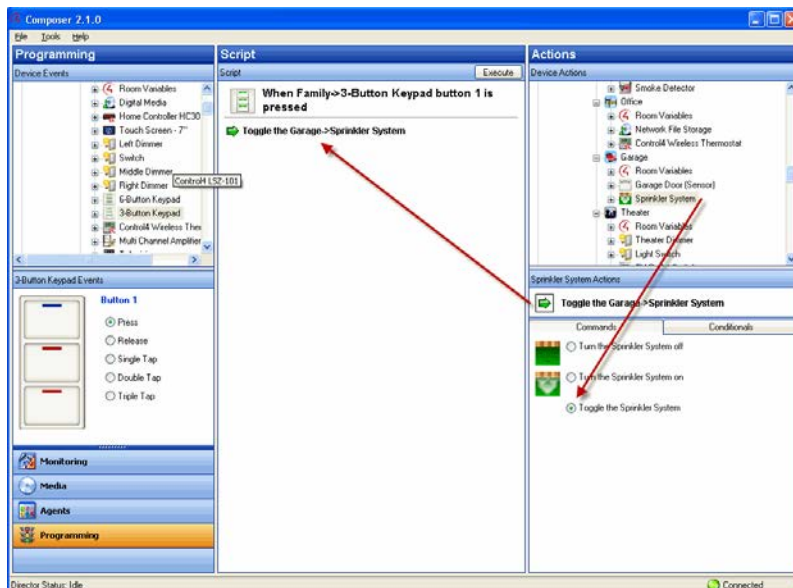 Composer 2.1.0
File Tools Help
Programming
Device Events
Room Variables
Digital Media
Home Controller HC30
Touch Screen - 7"
Left Dimmer
Switch
Middle Dimmer
Right Dimmer
Control4 LSZ-101
6-Button Keypad
3-Button Keypad
Control4 Wireless Ther
Multi Channel Amplifier
3-Button Keypad Events
Button 1
Press
Release
Single Tap
Double Tap
Triple Tap
Monitoring
Media
Agents
Programming
Script
Script Execute
When Family->3-Button Keypad button 1 is
pressed
Toggle the Garage->Sprinkler System
Actions
Device Actions
Smoke Detector
Office
Room Variables
Network File Storage
Control4 Wireless Thermostat
Garage
Room Variables
Garage Door (Sensor)
Sprinkler System
Theater
Room Variables
Theater Dimmer
Light Switch
Sprinkler System Actions
Toggle the Garage->Sprinkler System
Commands Conditionals
Turn the Sprinkler System off
Turn the Sprinkler System on
Toggle the Sprinkler System
Director Status: Idle
Connected